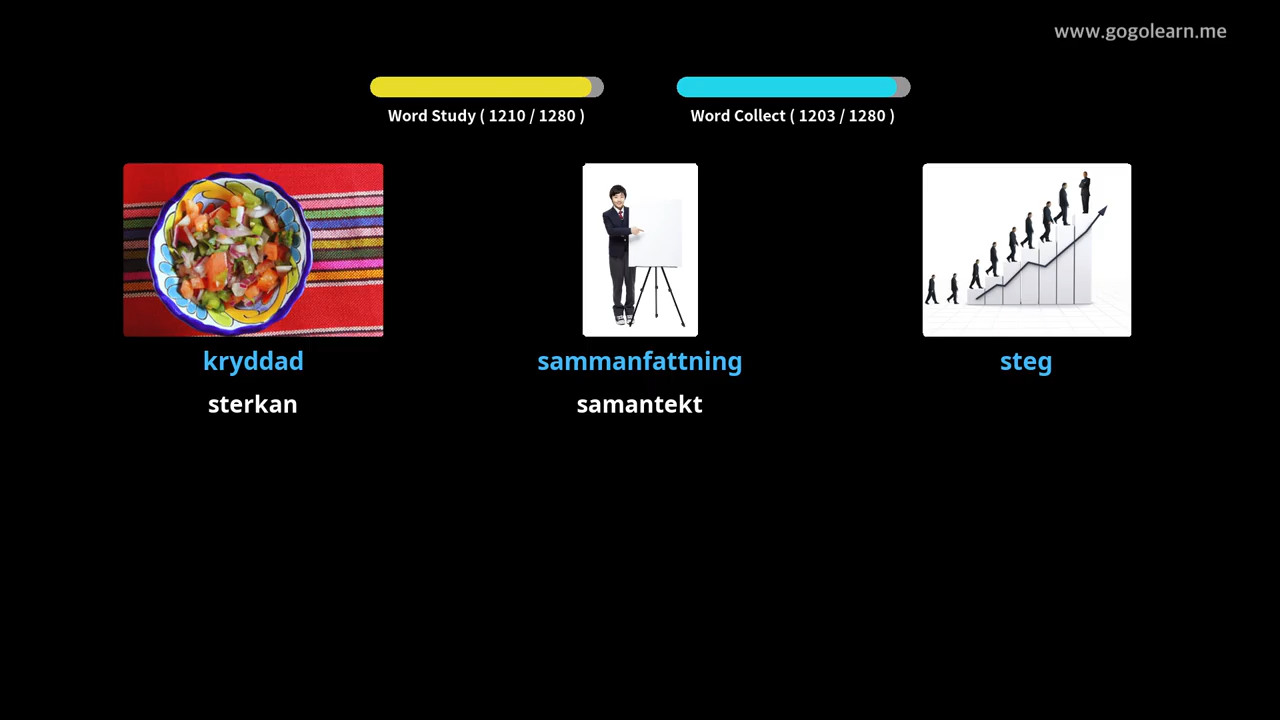 www.gogolearn.me
Word Study ( 1210 / 1280 )
Word Collect ( 1203 / 1280 )
kryddad
sammanfattning
steg
sterkan
samantekt